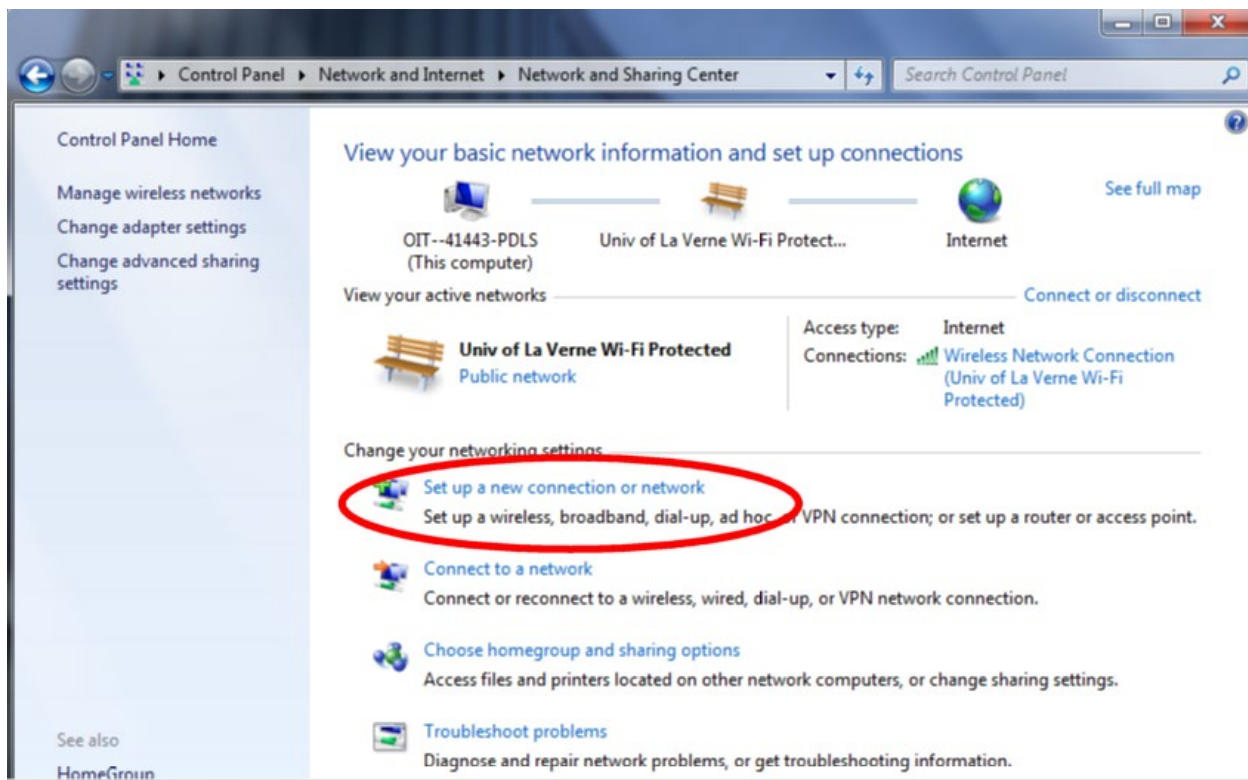 Control Panel ▸ Network and Internet ▸ Network and Sharing Center
Search Control Panel
Control Panel Home
Manage wireless networks
Change adapter settings
Change advanced sharing
settings
See also
HomeGroup
View your basic network information and set up connections
See full map
OIT--41443-PDLS
(This computer)
Univ of La Verne Wi-Fi Protect...
Internet
View your active networks
Connect or disconnect
Univ of La Verne Wi-Fi Protected
Public network
Access type: Internet
Connections: Wireless Network Connection
(Univ of La Verne Wi-Fi
Protected)
Change your networking settings
Set up a new connection or network
Set up a wireless, broadband, dial-up, ad hoc, or VPN connection; or set up a router or access point.
Connect to a network
Connect or reconnect to a wireless, wired, dial-up, or VPN network connection.
Choose homegroup and sharing options
Access files and printers located on other network computers, or change sharing settings.
Troubleshoot problems
Diagnose and repair network problems, or get troubleshooting information.